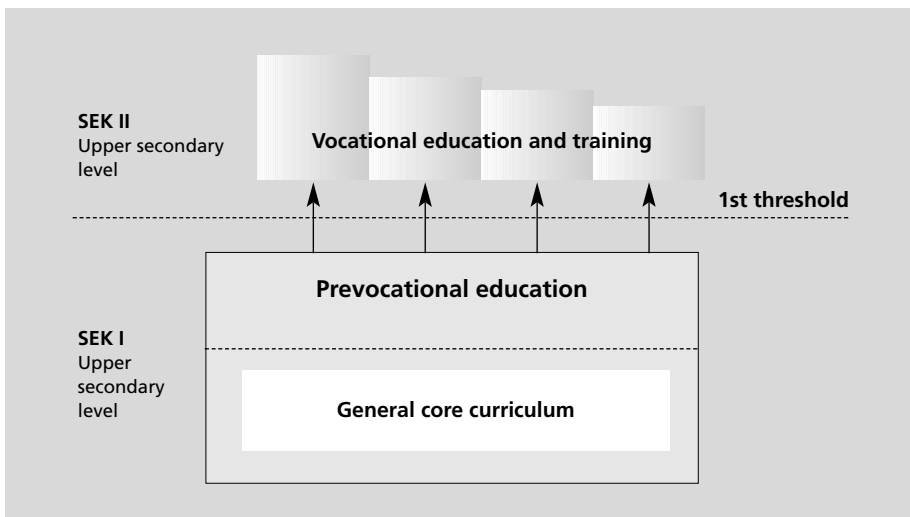 SEK II
Upper secondary
level
Vocational education and training
1st threshold
Prevocational education
SEK I
Upper
secondary
level
General core curriculum